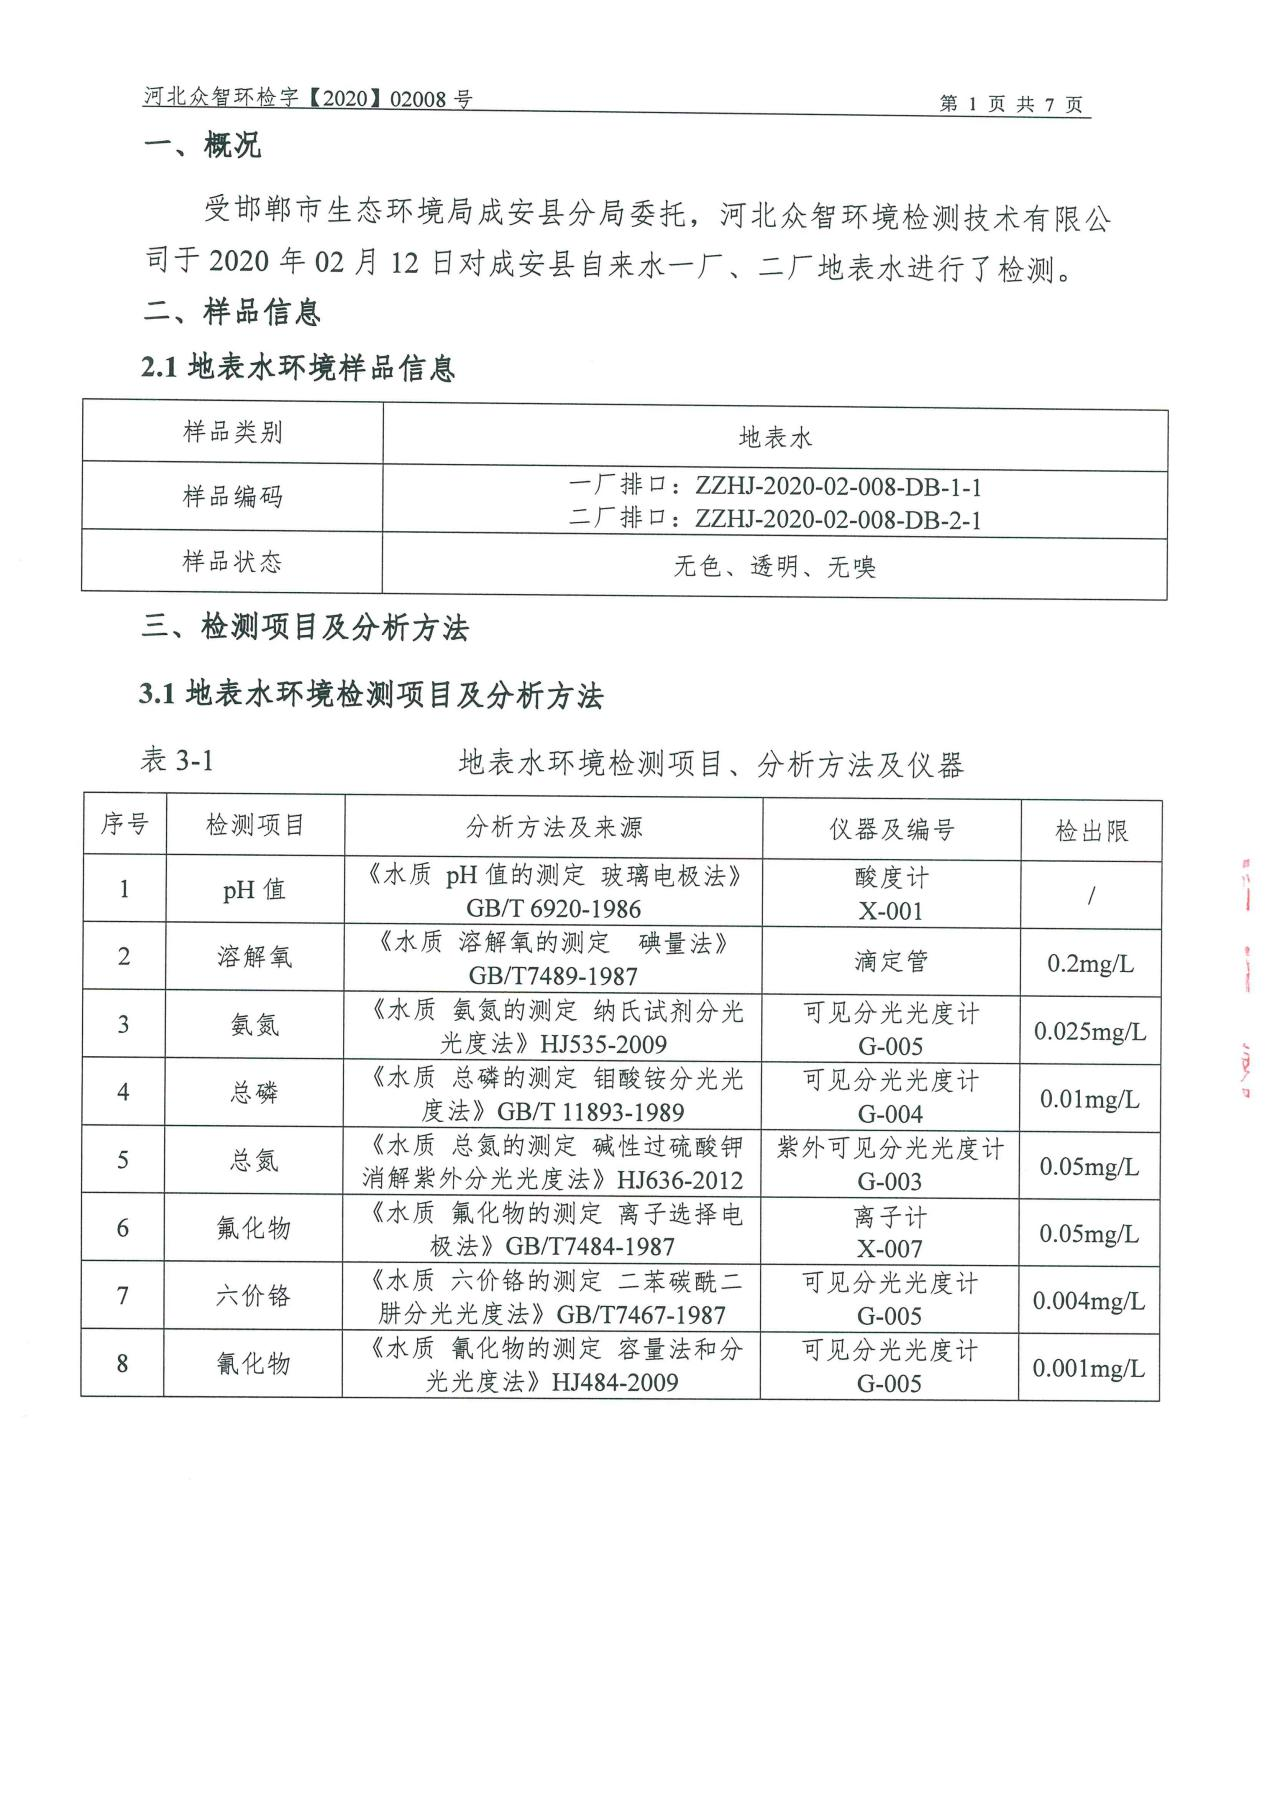 河北众智环检字【2020】02008号
第 1 页 共 7 页
一、概况
受邯郸市生态环境局成安县分局委托，河北众智环境检测技术有限公
司于 2020 年 02 月 12 日对成安县自来水一厂、二厂地表水进行了检测。
二、样品信息
2.1 地表水环境样品信息
样品类别
地表水
样品编码
一厂排口：ZZHJ-2020-02-008-DB-1-1
二厂排口：ZZHJ-2020-02-008-DB-2-1
样品状态
无色、透明、无嗅
三、检测项目及分析方法
3.1 地表水环境检测项目及分析方法
表 3-1
地表水环境检测项目、分析方法及仪器
序号
检测项目
分析方法及来源
仪器及编号
检出限
1
pH 值
《水质 pH 值的测定 玻璃电极法》
GB/T 6920-1986
酸度计
X-001
/
2
溶解氧
《水质 溶解氧的测定 碘量法》
GB/T7489-1987
滴定管
0.2mg/L
3
氨氮
《水质 氨氮的测定 纳氏试剂分光
光度法》HJ535-2009
可见分光光度计
G-005
0.025mg/L
4
总磷
《水质 总磷的测定 钼酸铵分光光
度法》GB/T 11893-1989
可见分光光度计
G-004
0.01mg/L
5
总氮
《水质 总氮的测定 碱性过硫酸钾
消解紫外分光光度法》HJ636-2012
紫外可见分光光度计
G-003
0.05mg/L
6
氟化物
《水质 氟化物的测定 离子选择电
极法》GB/T7484-1987
离子计
X-007
0.05mg/L
7
六价铬
《水质 六价铬的测定 二苯碳酰二
肼分光光度法》GB/T7467-1987
可见分光光度计
G-005
0.004mg/L
8
氰化物
《水质 氰化物的测定 容量法和分
光光度法》HJ484-2009
可见分光光度计
G-005
0.001mg/L